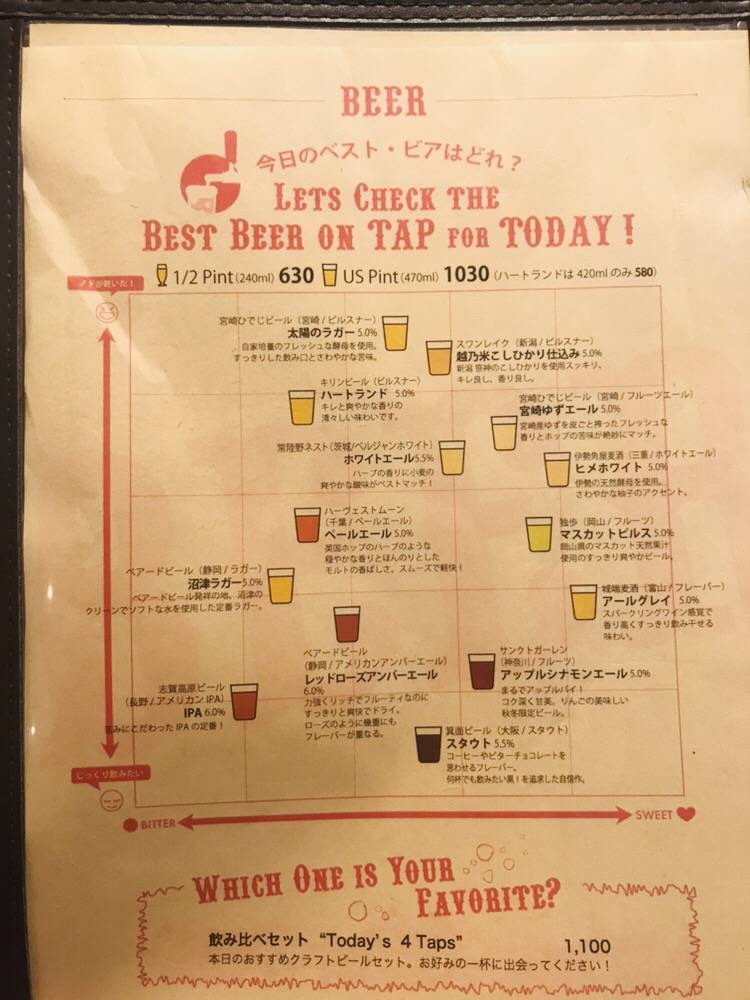 BEER
今日のベスト・ビアはどれ？
LETS CHECK THE
BEST BEER ON TAP FOR TODAY !
1/2 Pint(240ml) 630 US Pint(470ml) 1030 (ハートランドは 420ml のみ 580)
ノドが乾いた！
宮崎ひでじビール（宮崎 / ピルスナー）
太陽のラガー 5.0%
自家培養のフレッシュな酵母を使用。
すっきりした飲み口とさわやかな苦味。
スワンレイク（新潟 / ピルスナー）
越乃米こしひかり仕込み 5.0%
新潟 笹神のこしひかりを使用スッキリ、
キレ良し、香り良し。
キリンビール（ピルスナー）
ハートランド 5.0%
キレと爽やかな香りの
清々しい味わいです。
宮崎ひでじビール（宮崎 / フルーツエール）
宮崎ゆずエール 5.0%
宮崎産ゆずを皮ごと搾ったフレッシュな
香りとホップの苦味が絶妙にマッチ。
常陸野ネスト（茨城/ベルジャンホワイト）
ホワイトエール5.5%
ハーブの香りに小麦の
爽やかな酸味がベストマッチ！
伊勢角屋麦酒（三重 / ホワイトエール）
ヒメホワイト 5.0%
伊勢の天然酵母を使用。
さわやかな柚子のアクセント。
ハーヴェストムーン
（千葉 / ペールエール）
ペールエール 5.0%
英国ホップのハーブのような
穏やかな香りとほんのりとした
モルトの香ばしさ。スムーズで軽快！
独歩（岡山 / フルーツ）
マスカットピルス 5.0%
岡山産のマスカット天然果汁
使用のすっきり爽やかビール。
ベアードビール（静岡 / ラガー）
沼津ラガー5.0%
ベアードビール発祥の地、沼津の
クリーンでソフトな水を使用した定番ラガー。
城端麦酒（富山 / フレーバー）
アールグレイ 5.0%
スパークリングワイン感覚で
香り高くすっきり飲み干せる
味わい。
ベアードビール
（静岡 / アメリカンアンバーエール）
レッドローズアンバーエール
6.0%
力強くリッチでフルーティなのに
すっきりと爽快でドライ。
ローズのように幾重にも
フレーバーが重なる。
サンクトガーレン
（神奈川 / フルーツ）
アップルシナモンエール 5.0%
まるでアップルパイ！
コク深く甘美。りんごの美味しい
秋冬限定ビール。
志賀高原ビール
（長野 / アメリカン IPA）
IPA 6.0%
苦みにこだわった IPA の定番！
箕面ビール（大阪 / スタウト）
スタウト 5.5%
コーヒーやビターチョコレートを
思わせるフレーバー。
何杯でも飲みたい黒！を追求した自信作。
じっくり飲みたい
BITTER
SWEET
WHICH ONE IS YOUR
FAVORITE?
飲み比べセット “Today's 4 Taps” 1,100
本日のおすすめクラフトビールセット。お好みの一杯に出会ってください！